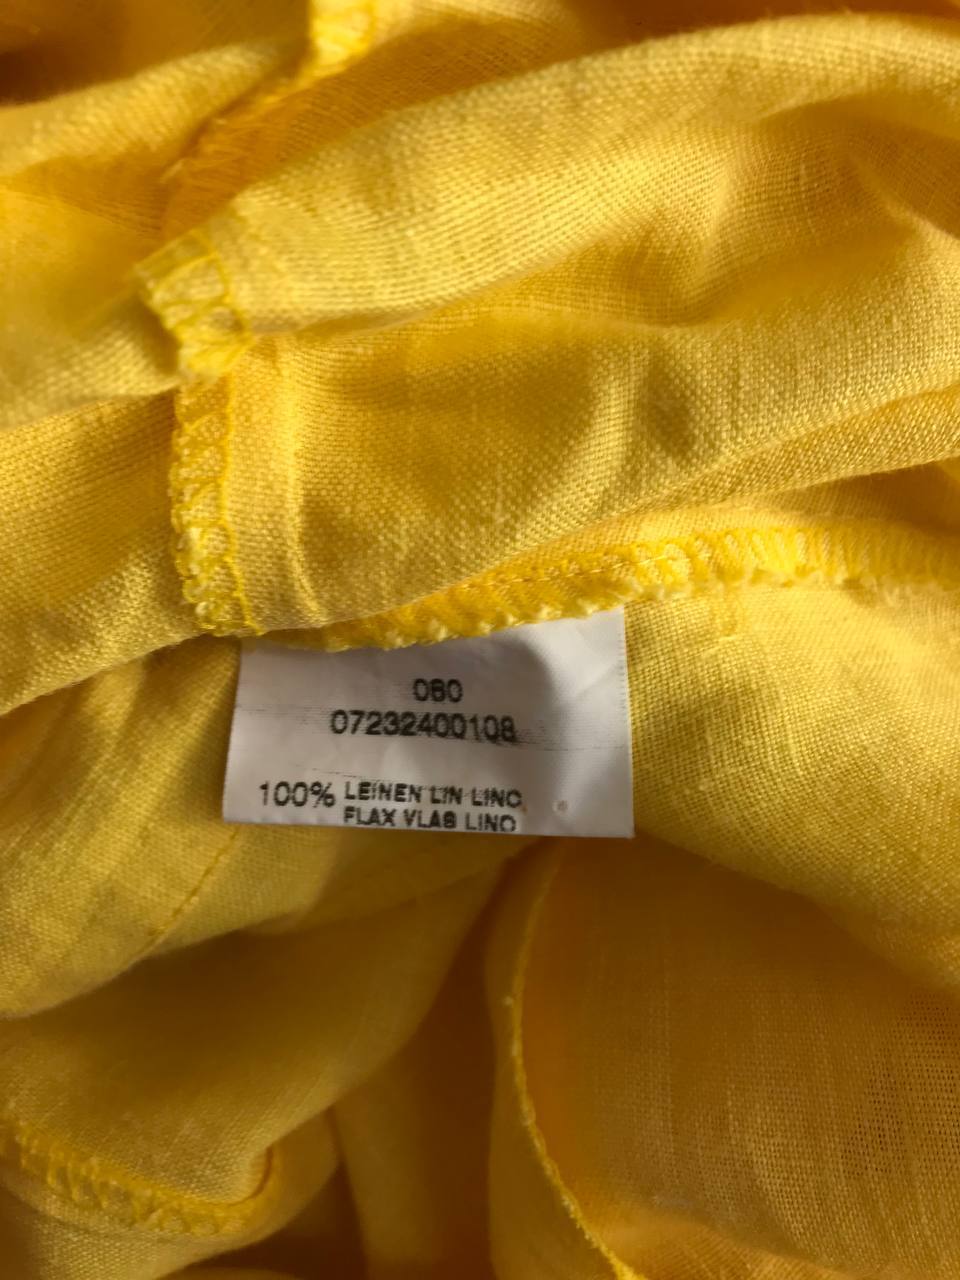 080
07232400108
100% LEINEN LIN LINO
FLAX VLAS LINO